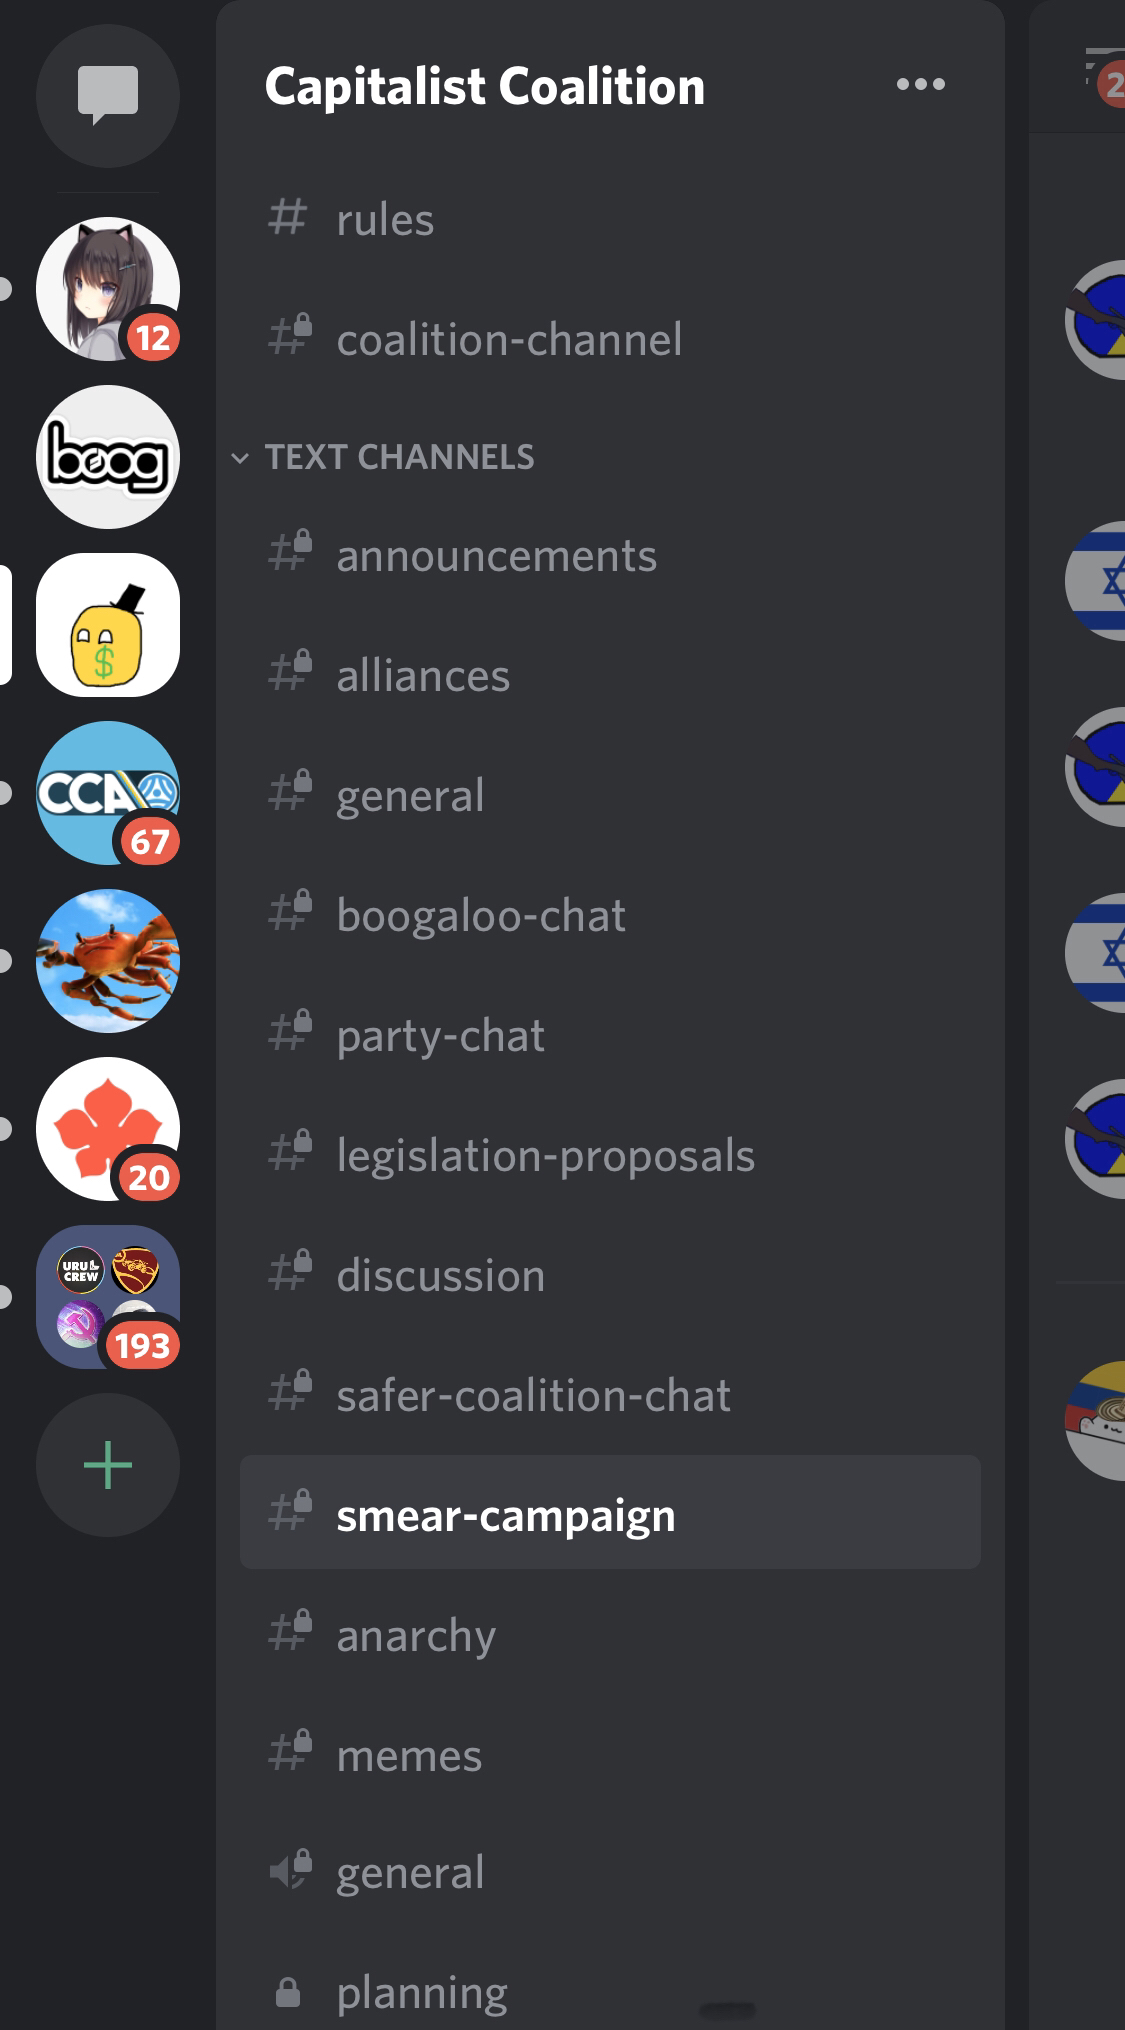 Capitalist Coalition
rules
coalition-channel
TEXT CHANNELS
announcements
alliances
general
boogaloo-chat
party-chat
legislation-proposals
discussion
safer-coalition-chat
smear-campaign
anarchy
memes
general
planning
12
boog
$
CCA
67
20
URU
CREW
193
2